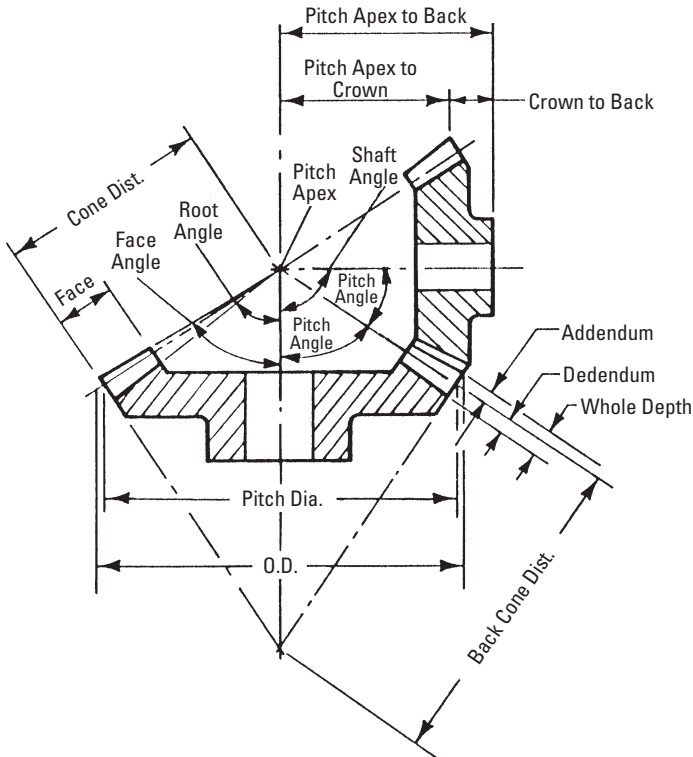 Pitch Apex to Back
Pitch Apex to
Crown
Crown to Back
Shaft
Angle
Pitch
Apex
Cone Dist.
Root
Angle
Face
Angle
Face
Pitch
Angle
Pitch
Angle
Addendum
Dedendum
Whole Depth
Pitch Dia.
O.D.
Back Cone Dist.